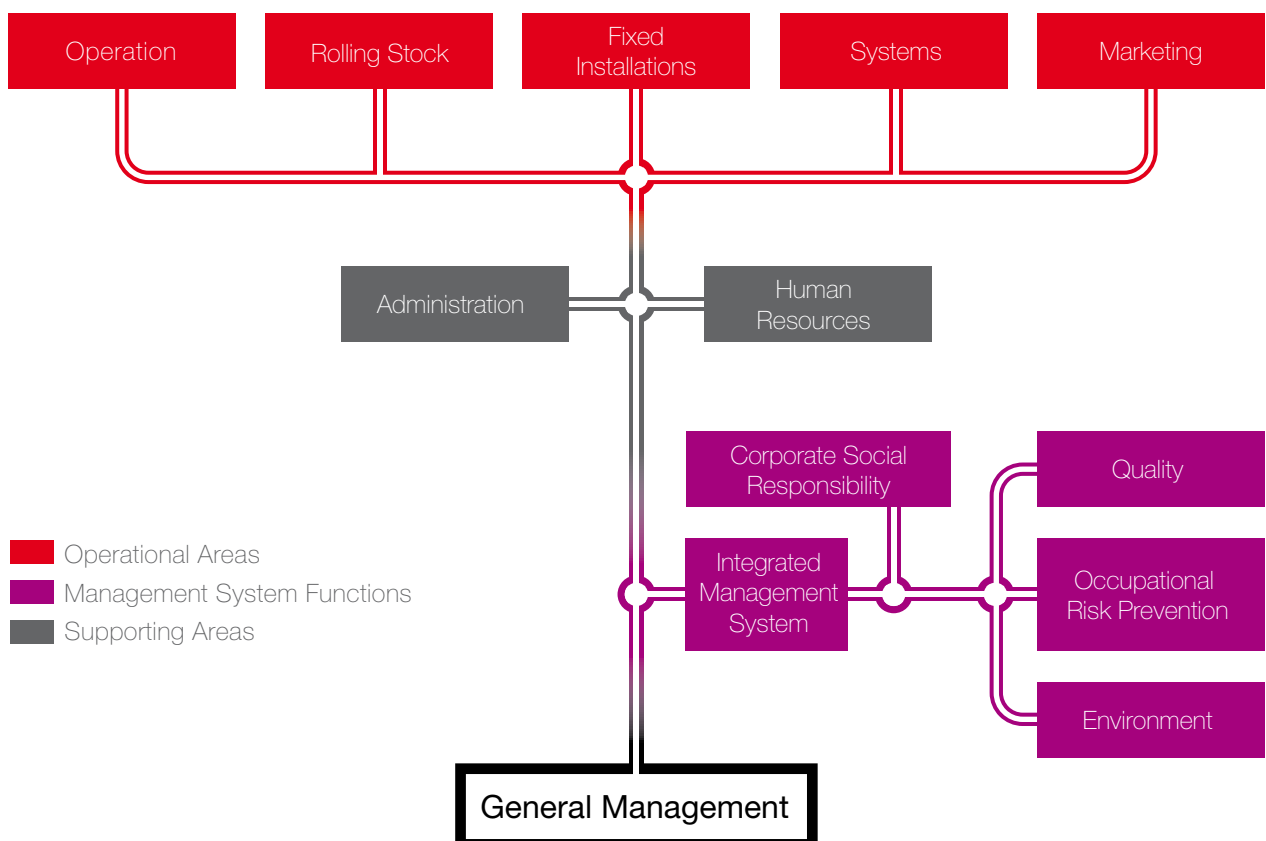 Operation
Rolling Stock
Fixed
Installations
Systems
Marketing
Administration
Human
Resources
Corporate Social
Responsibility
Quality
Integrated
Management
System
Occupational
Risk Prevention
Environment
Operational Areas
Management System Functions
Supporting Areas
General Management